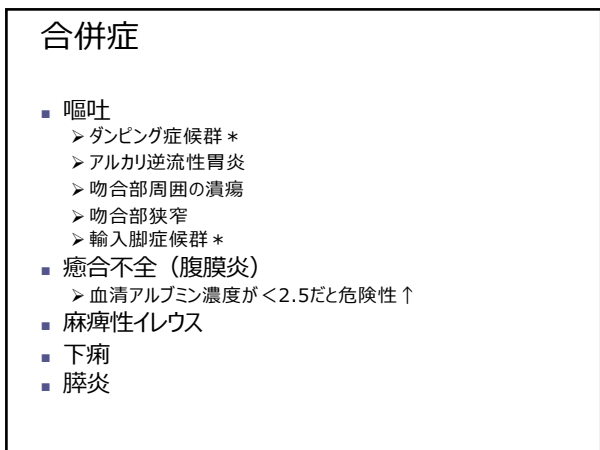 合併症
嘔吐
ダンピング症候群＊
アルカリ逆流性胃炎
吻合部周囲の潰瘍
吻合部狭窄
輸入脚症候群＊
癒合不全（腹膜炎）
血清アルブミン濃度が＜2.5だと危険性↑
麻痺性イレウス
下痢
膵炎